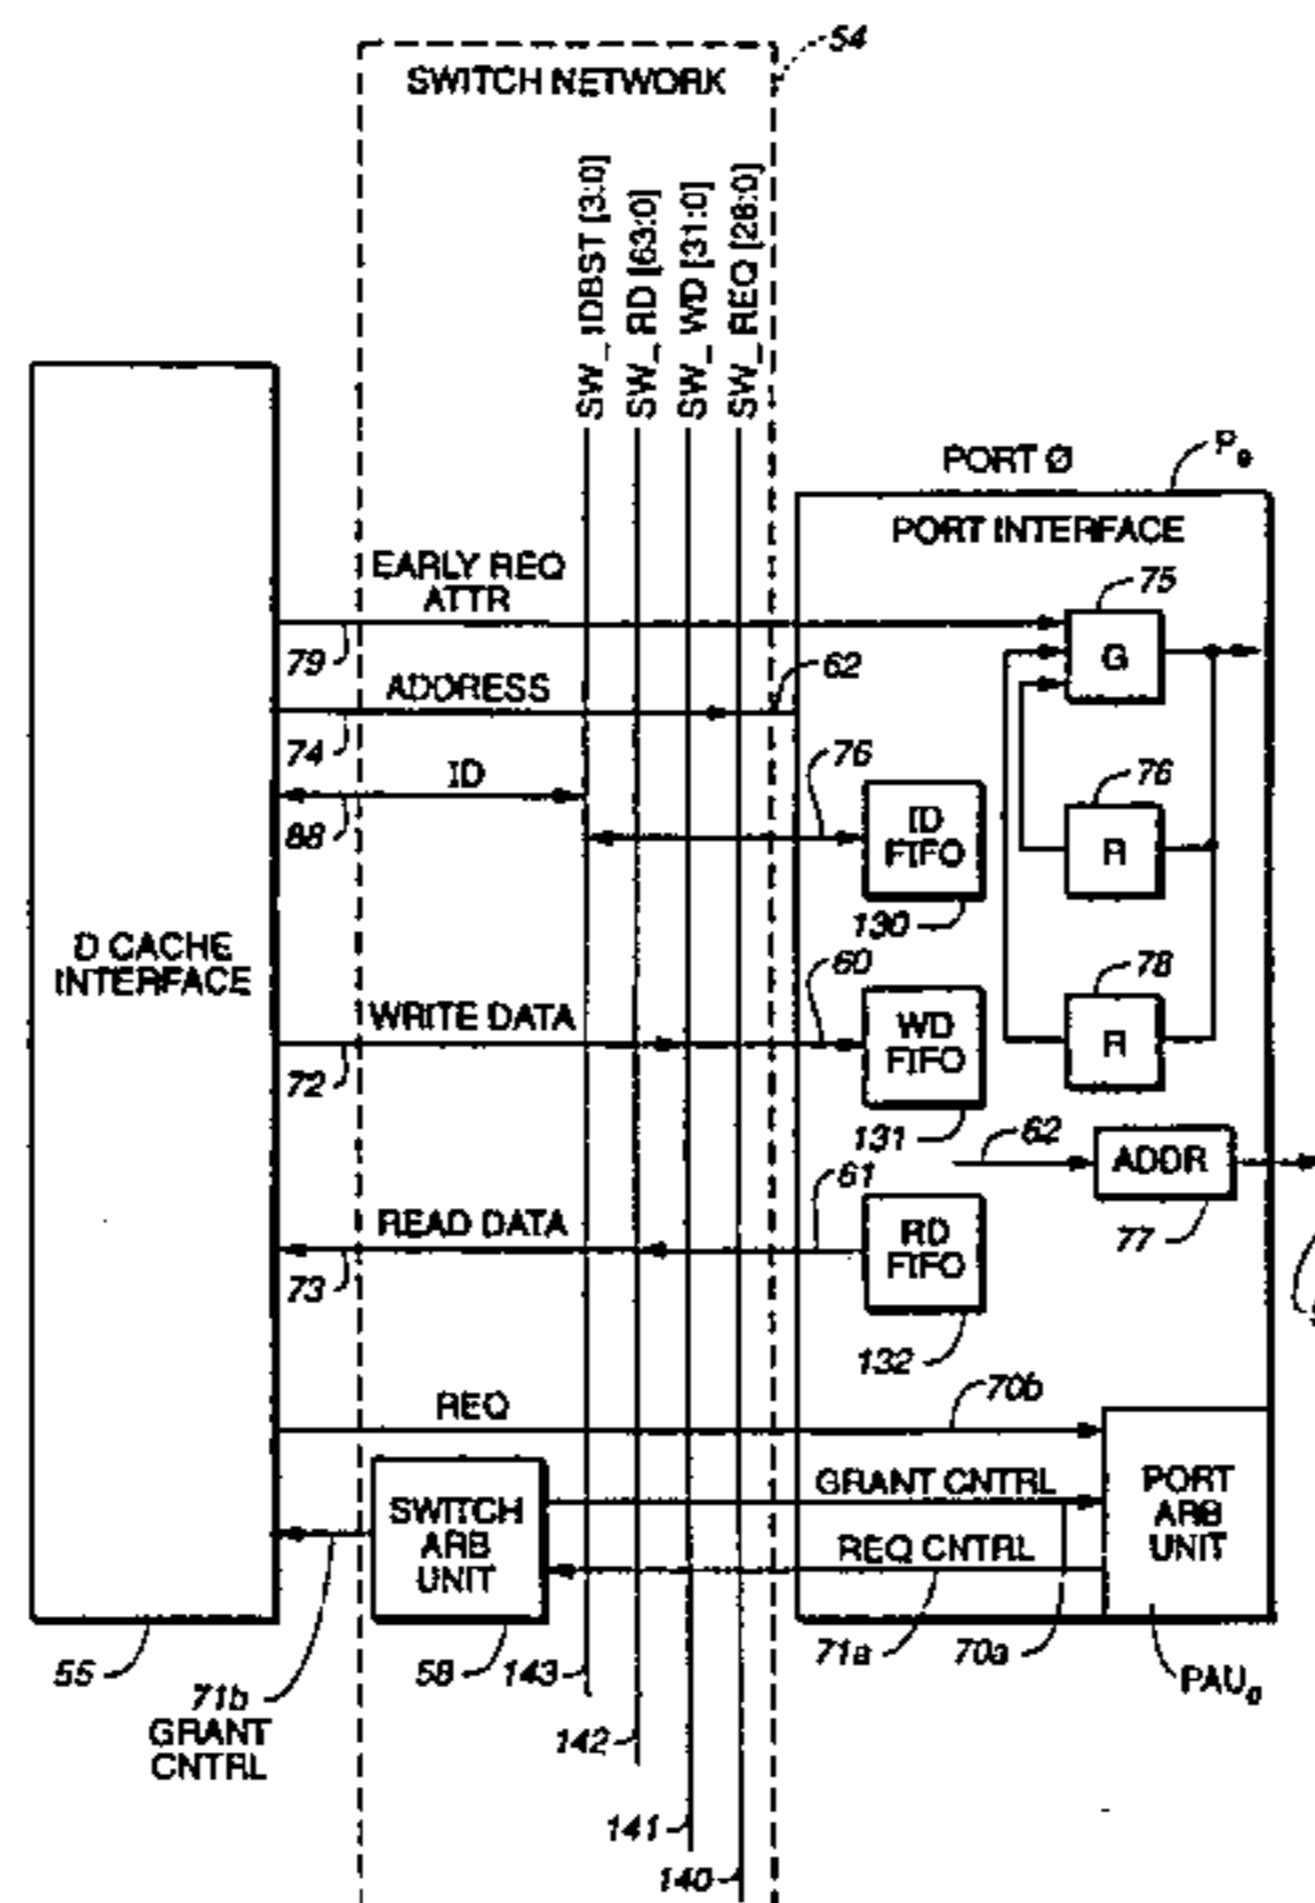 54
SWITCH NETWORK
SW_IDBST [3:0]
SW_RD [63:0]
SW_WD [31:0]
SW_REQ [28:0]
PORT Ø
P0
PORT INTERFACE
EARLY REQ
ATTR
75
G
79
ADDRESS
62
74
ID
76
76
88
ID
FIFO
R
130
D CACHE
INTERFACE
60
78
WRITE DATA
WD
FIFO
R
72
131
62
ADDR
61
READ DATA
RD
FIFO
77
73
132
REQ
70b
SWITCH
ARB
UNIT
GRANT CNTRL
PORT
ARB
UNIT
REQ CNTRL
55
71b
GRANT
CNTRL
58
143
71a
70a
PAU0
142
141
140